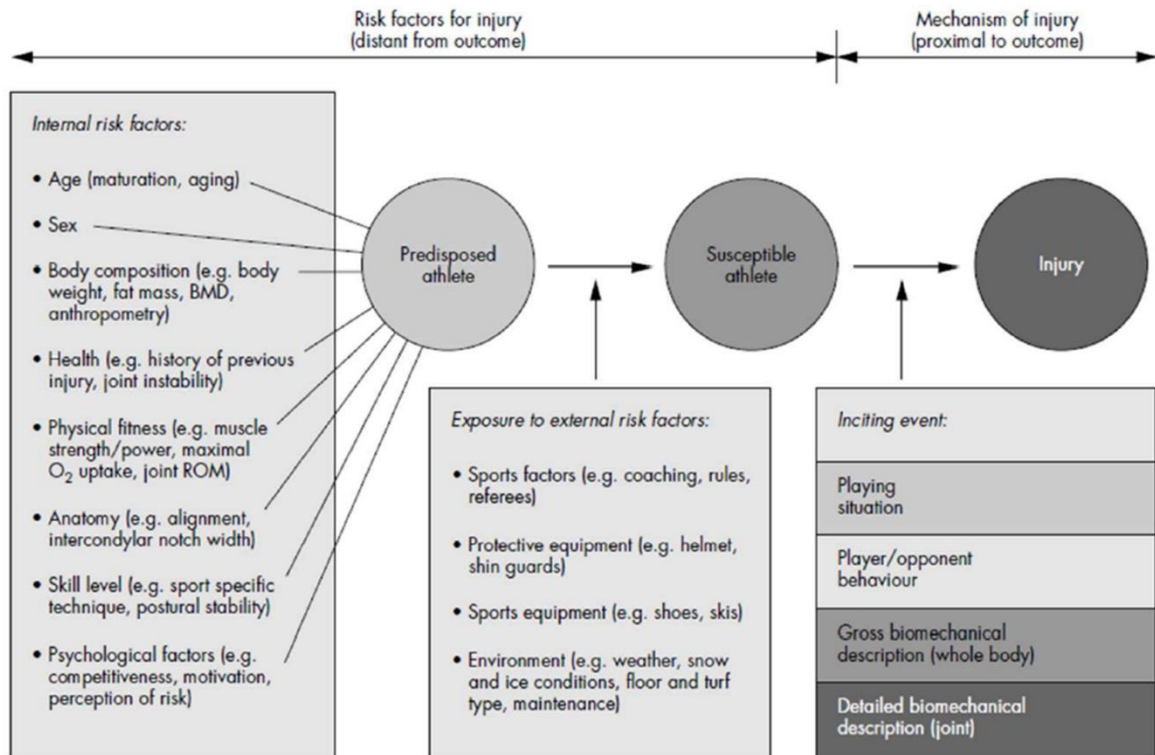 Risk factors for injury
(distant from outcome)
Mechanism of injury
(proximal to outcome)
Internal risk factors:
• Age (maturation, aging)
• Sex
• Body composition (e.g. body
weight, fat mass, BMD,
anthropometry)
• Health (e.g. history of previous
injury, joint instability)
• Physical fitness (e.g. muscle
strength/power, maximal
O₂ uptake, joint ROM)
• Anatomy (e.g. alignment,
intercondylar notch width)
• Skill level (e.g. sport specific
technique, postural stability)
• Psychological factors (e.g.
competitiveness, motivation,
perception of risk)
Predisposed
athlete
Susceptible
athlete
Injury
Exposure to external risk factors:
• Sports factors (e.g. coaching, rules,
referees)
• Protective equipment (e.g. helmet,
shin guards)
• Sports equipment (e.g. shoes, skis)
• Environment (e.g. weather, snow
and ice conditions, floor and turf
type, maintenance)
Inciting event:
Playing
situation
Player/opponent
behaviour
Gross biomechanical
description (whole body)
Detailed biomechanical
description (joint)